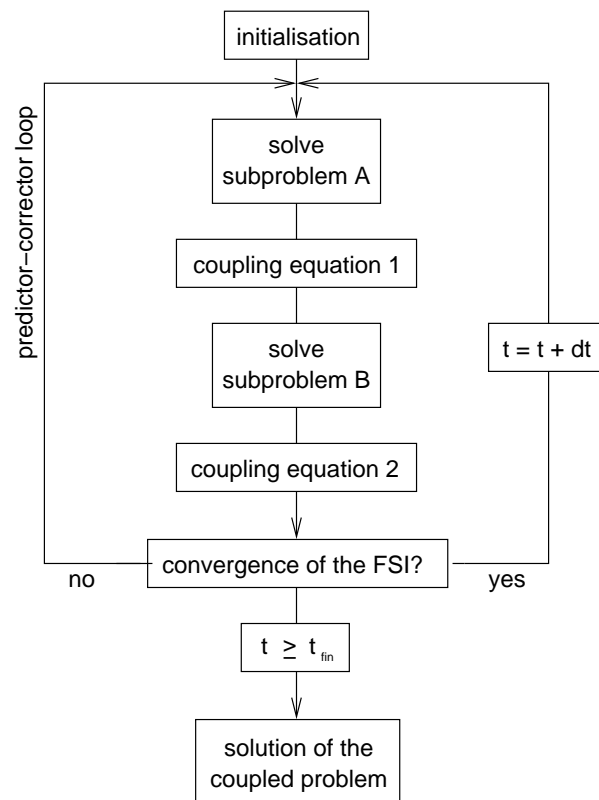 initialisation
predictor−corrector loop
solve
subproblem A
coupling equation 1
solve
subproblem B
t = t + dt
coupling equation 2
convergence of the FSI?
no
yes
t ≥ t fin
solution of the
coupled problem